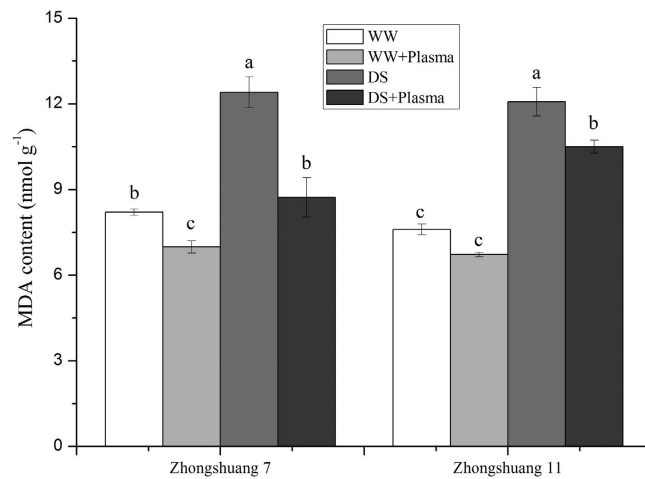 15
12
9
6
3
0
MDA content (nmol g⁻¹)
WW
WW+Plasma
DS
DS+Plasma
b
c
a
b
c
c
a
b
Zhongshuang 7
Zhongshuang 11